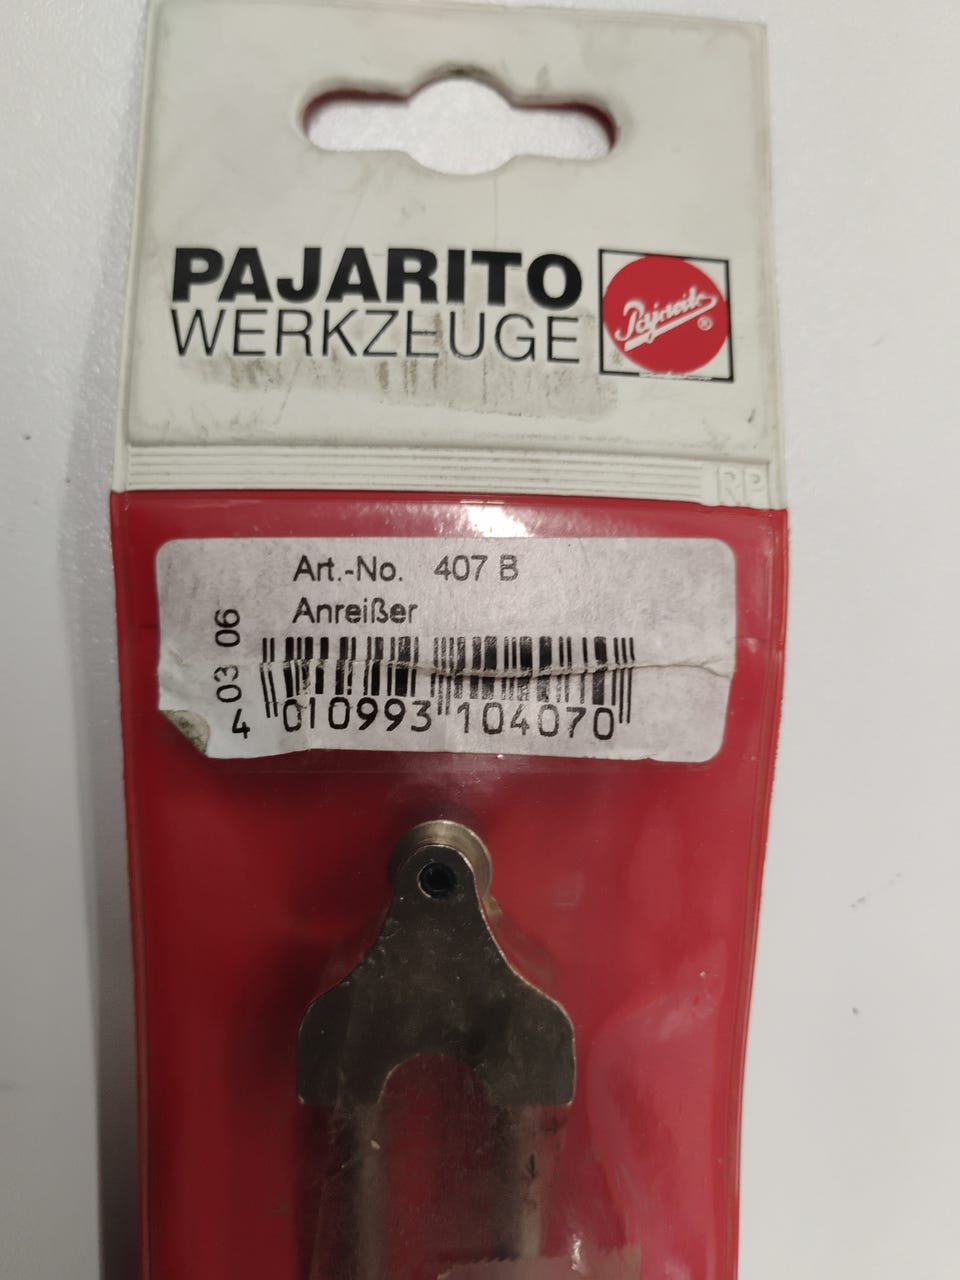 PAJARITO
WERKZEUGE
Pajarito
®
RP
Art.-No. 407 B
Anreißer
03 06
4 010993 104070